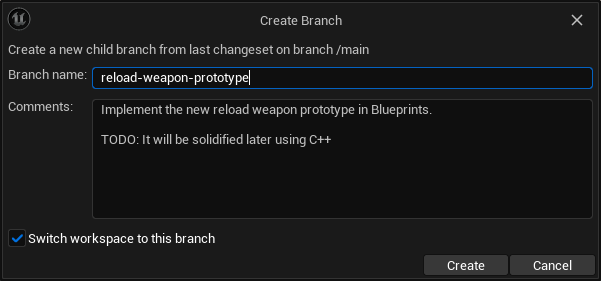 Create Branch
Create a new child branch from last changeset on branch /main
Branch name: reload-weapon-prototype
Comments: Implement the new reload weapon prototype in Blueprints.
TODO: It will be solidified later using C++
Switch workspace to this branch
Create Cancel